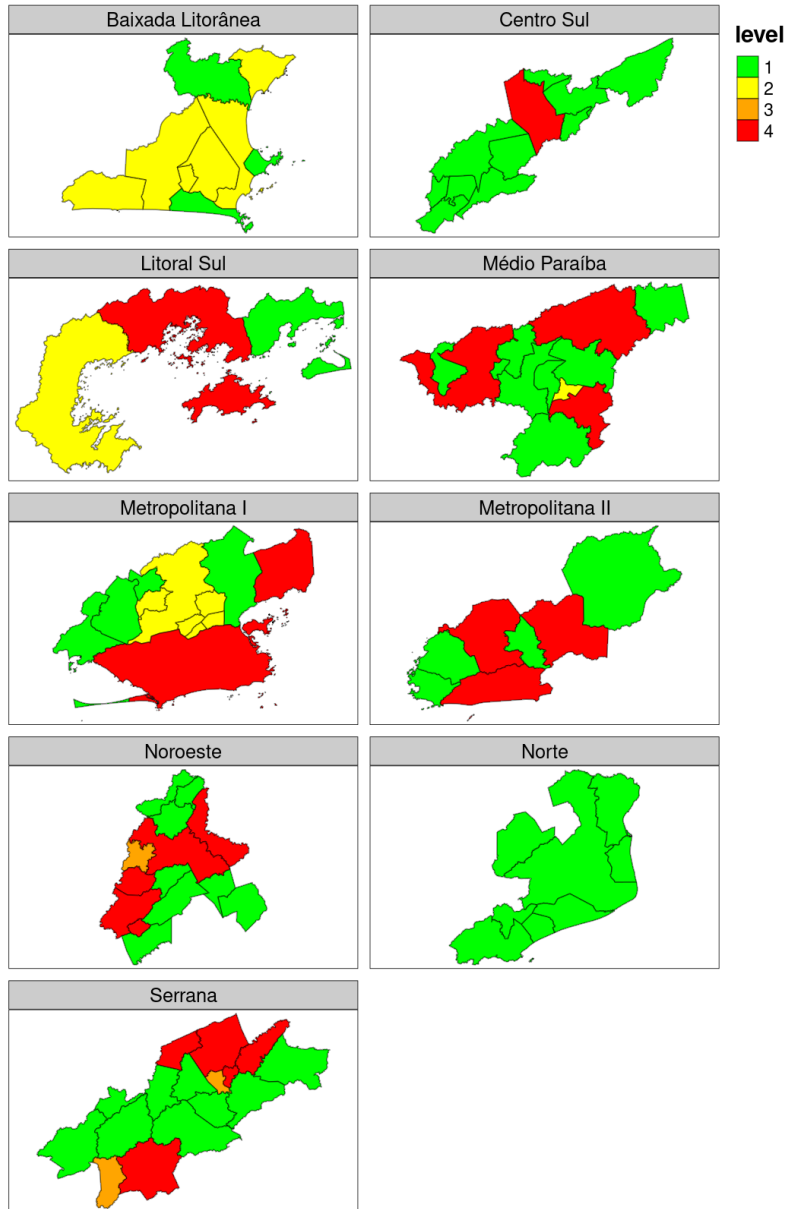 Baixada Litorânea
Centro Sul
level
1
2
3
4
Litoral Sul
Médio Paraíba
Metropolitana I
Metropolitana II
Noroeste
Norte
Serrana